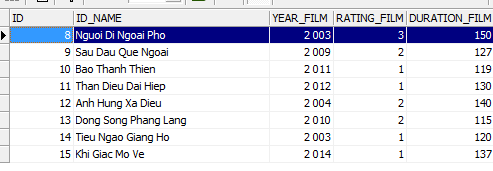 ID ID_NAME YEAR_FILM RATING_FILM DURATION_FILM
8 Nguoi Di Ngoai Pho 2 003 3 150
9 Sau Dau Que Ngoai 2 009 2 127
10 Bao Thanh Thien 2 011 1 119
11 Than Dieu Dai Hiep 2 012 1 130
12 Anh Hung Xa Dieu 2 004 2 140
13 Dong Song Phang Lang 2 010 2 115
14 Tieu Ngao Giang Ho 2 003 1 120
15 Khi Giac Mo Ve 2 014 1 137